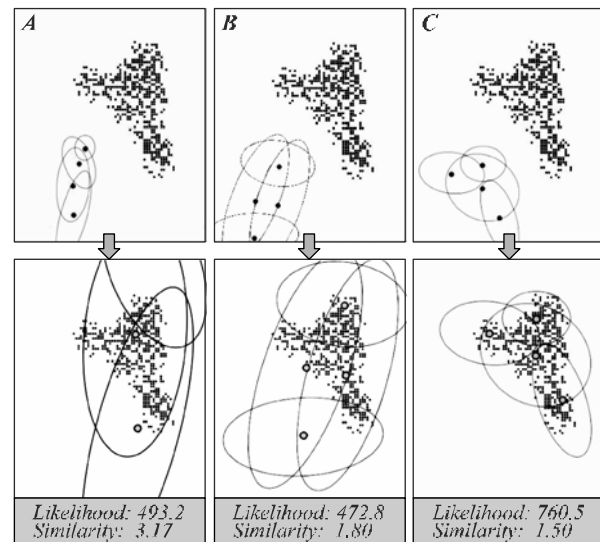 A
B
C
Likelihood: 493.2
Similarity: 3.17
Likelihood: 472.8
Similarity: 1.80
Likelihood: 760.5
Similarity: 1.50